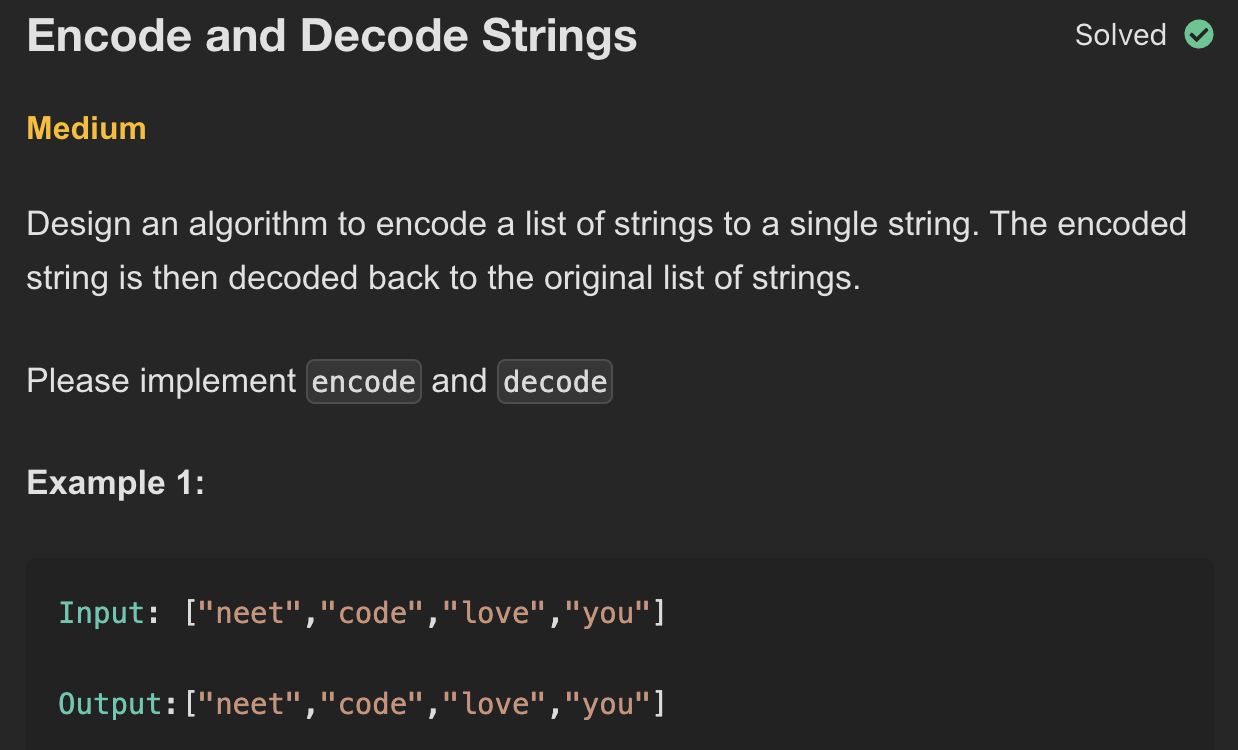 Encode and Decode Strings
Solved
Medium
Design an algorithm to encode a list of strings to a single string. The encoded
string is then decoded back to the original list of strings.
Please implement encode and decode
Example 1:
Input: ["neet","code","love","you"]
Output:["neet","code","love","you"]